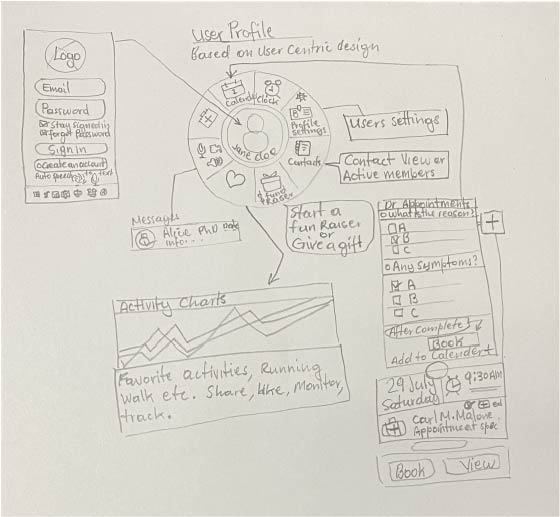 User Profile
Based on User Centric design
Logo
Email
Password
Stay signed in
forgot Password
Sign In
Create an account
Auto speech
text
Calendar
Clock
Profile
settings
Contacts
Jane doe
fund
Raiser
Users settings
Contact View or
Active members
Start a
fun Raiser
or
Give a gift
Messages
Alice PhD Date
info...
Activity Charts
Favorite activities, Running
walk etc. Share, like, Monitor,
track.
Dr. Appointments
what is the reason?
A
B
C
Any Symptoms?
A
B
C
After complete!
Book
Add to Calender +
29 July
Saturday
9:30AM
Carl M. Malove
Appointment spec
Book
View